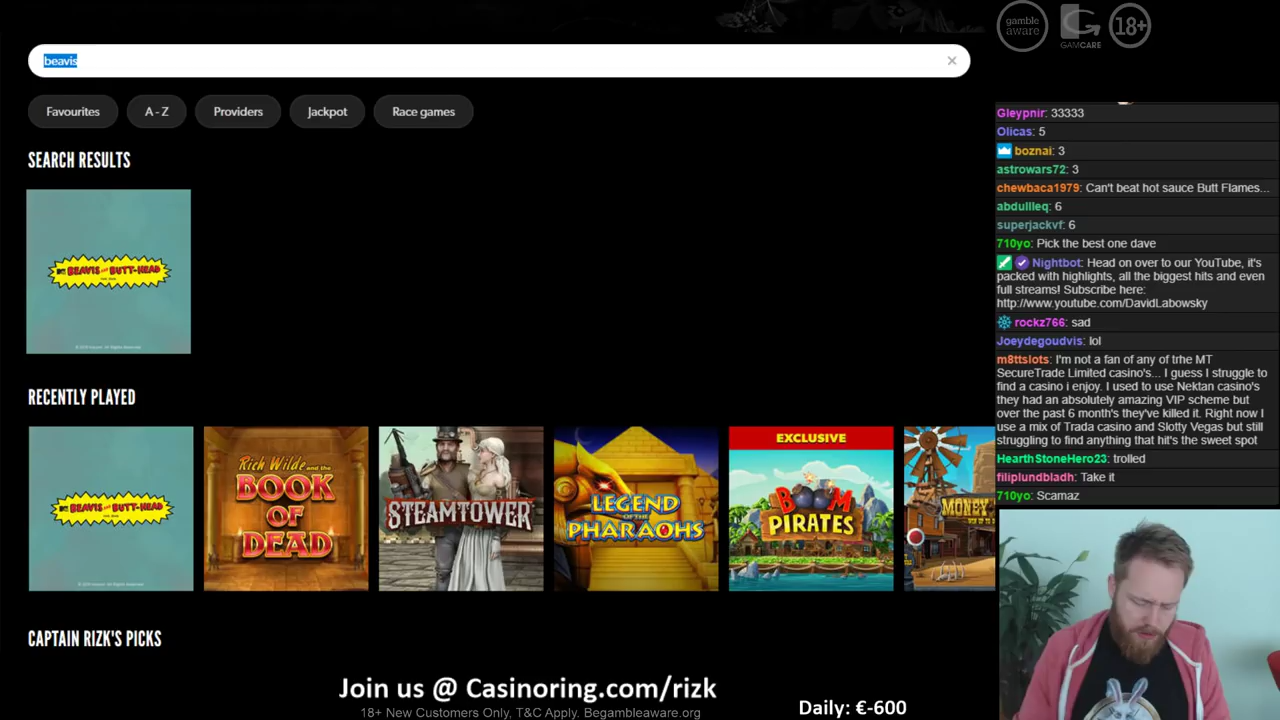 gamble
aware
GAMCARE
18+
beavis
Favourites
A - Z
Providers
Jackpot
Race games
SEARCH RESULTS
MTV BEAVIS AND BUTT-HEAD
RECENTLY PLAYED
MTV BEAVIS AND BUTT-HEAD
Rich Wilde and the
BOOK
OF
DEAD
STEAMTOWER
LEGEND
OF THE
PHARAOHS
EXCLUSIVE
BOOM
PIRATES
MONEY
CAPTAIN RIZK'S PICKS
Join us @ Casinoring.com/rizk
18+ New Customers Only, T&C Apply. Begambleaware.org
Daily: €-600
Gleypnir: 33333
Olicas: 5
boznai: 3
astrowars72: 3
chewbaca1979: Can't beat hot sauce Butt Flames...
abdullleq: 6
superjackvf: 6
710yo: Pick the best one dave
Nightbot: Head on over to our YouTube, it's
packed with highlights, all the biggest hits and even
full streams! Subscribe here:
http://www.youtube.com/DavidLabowsky
rockz766: sad
Joeydegoudvis: lol
m8ttslots: I'm not a fan of any of trhe MT
SecureTrade Limited casino's... I guess I struggle to
find a casino i enjoy. I used to use Nektan casino's
they had an absolutely amazing VIP scheme but
over the past 6 month's they've killed it. Right now I
use a mix of Trada casino and Slotty Vegas but still
struggling to find anything that hit's the sweet spot
HearthStoneHero23: trolled
filiplundbladh: Take it
710yo: Scamaz